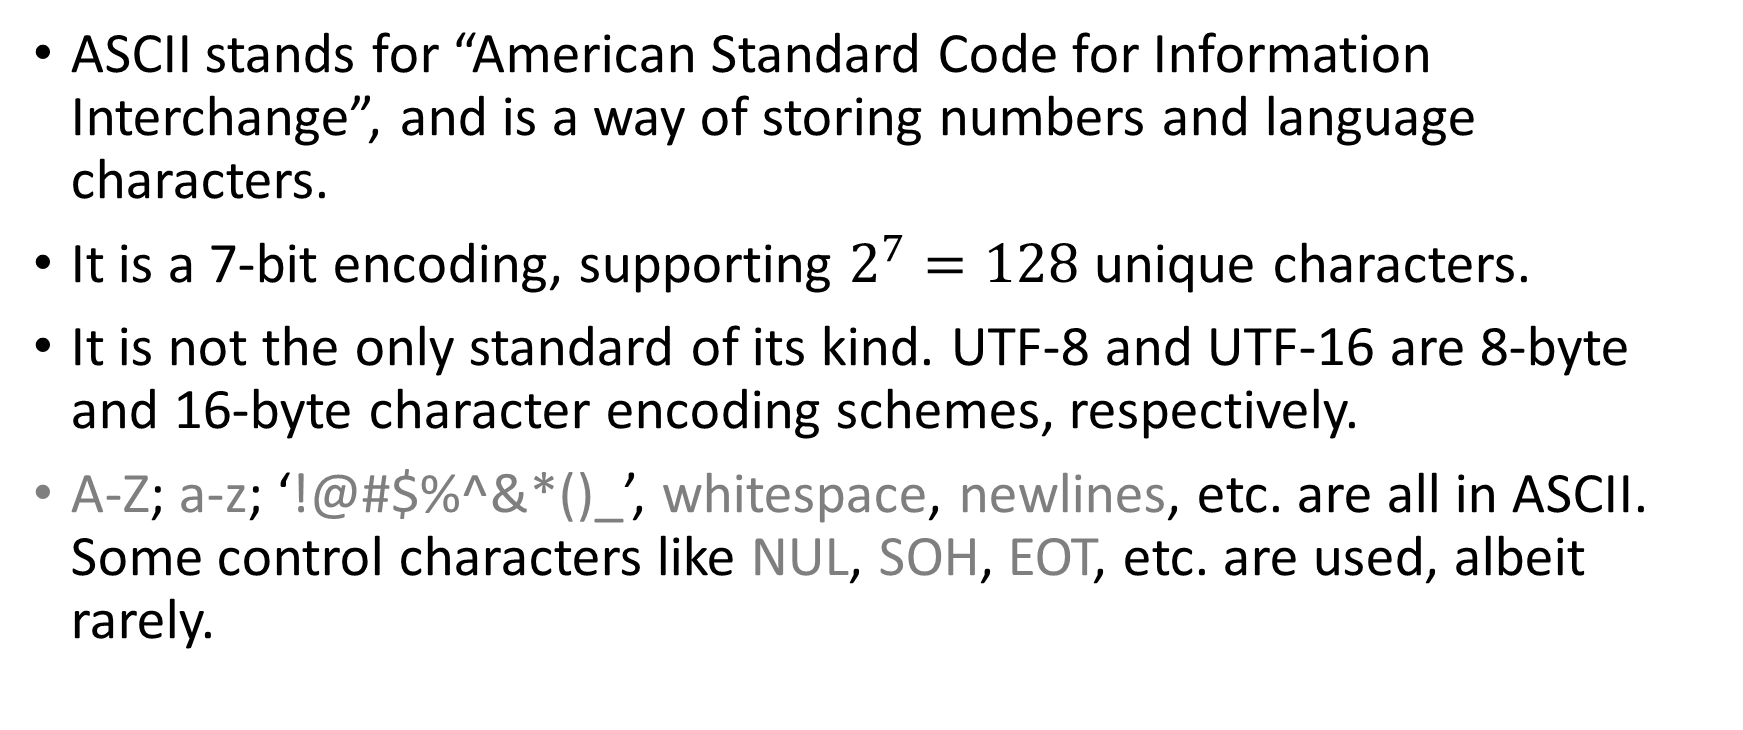 • ASCII stands for “American Standard Code for Information
Interchange”, and is a way of storing numbers and language
characters.
• It is a 7-bit encoding, supporting 2⁷ = 128 unique characters.
• It is not the only standard of its kind. UTF-8 and UTF-16 are 8-byte
and 16-byte character encoding schemes, respectively.
• A-Z; a-z; ‘!@#$%^&*()_’, whitespace, newlines, etc. are all in ASCII.
Some control characters like NUL, SOH, EOT, etc. are used, albeit
rarely.